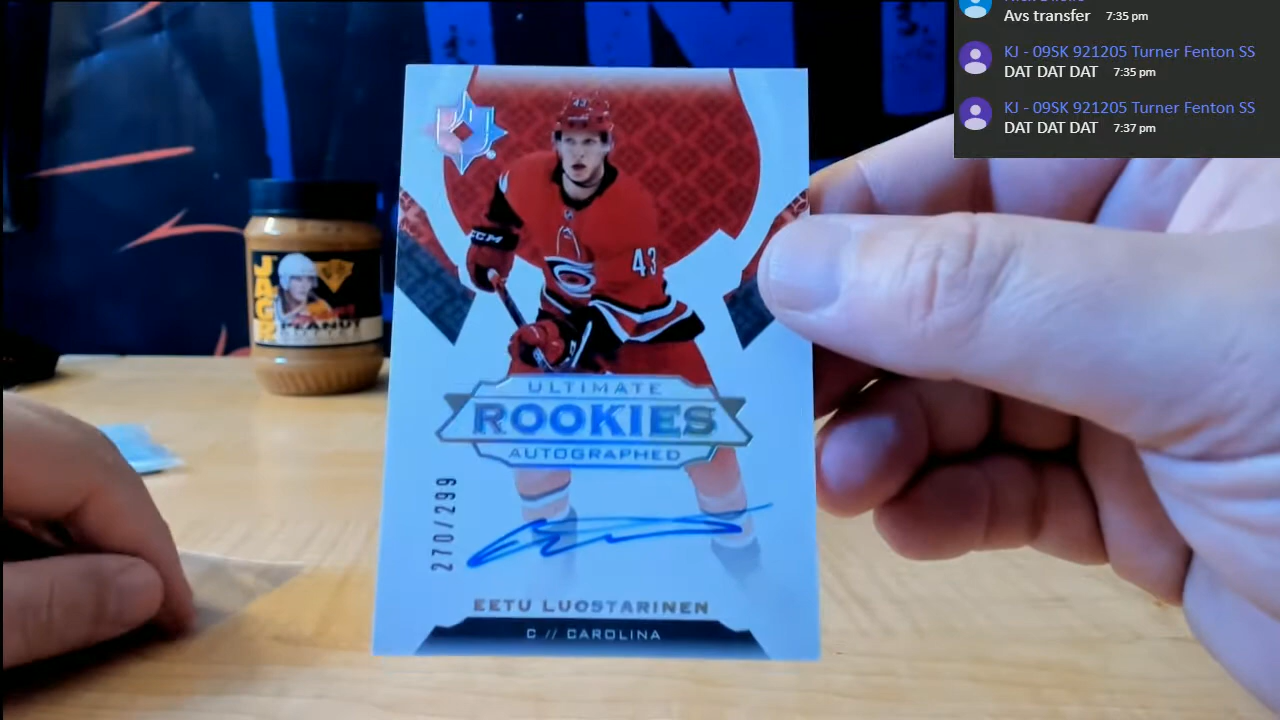 Avs transfer 7:35 pm
KJ - 09SK 921205 Turner Fenton SS
DAT DAT DAT 7:35 pm
KJ - 09SK 921205 Turner Fenton SS
DAT DAT DAT 7:37 pm
43
CCM
43
JAGR
PEANUT
ULTIMATE
ROOKIES
AUTOGRAPHED
270/299
EETU LUOSTARINEN
C // CAROLINA